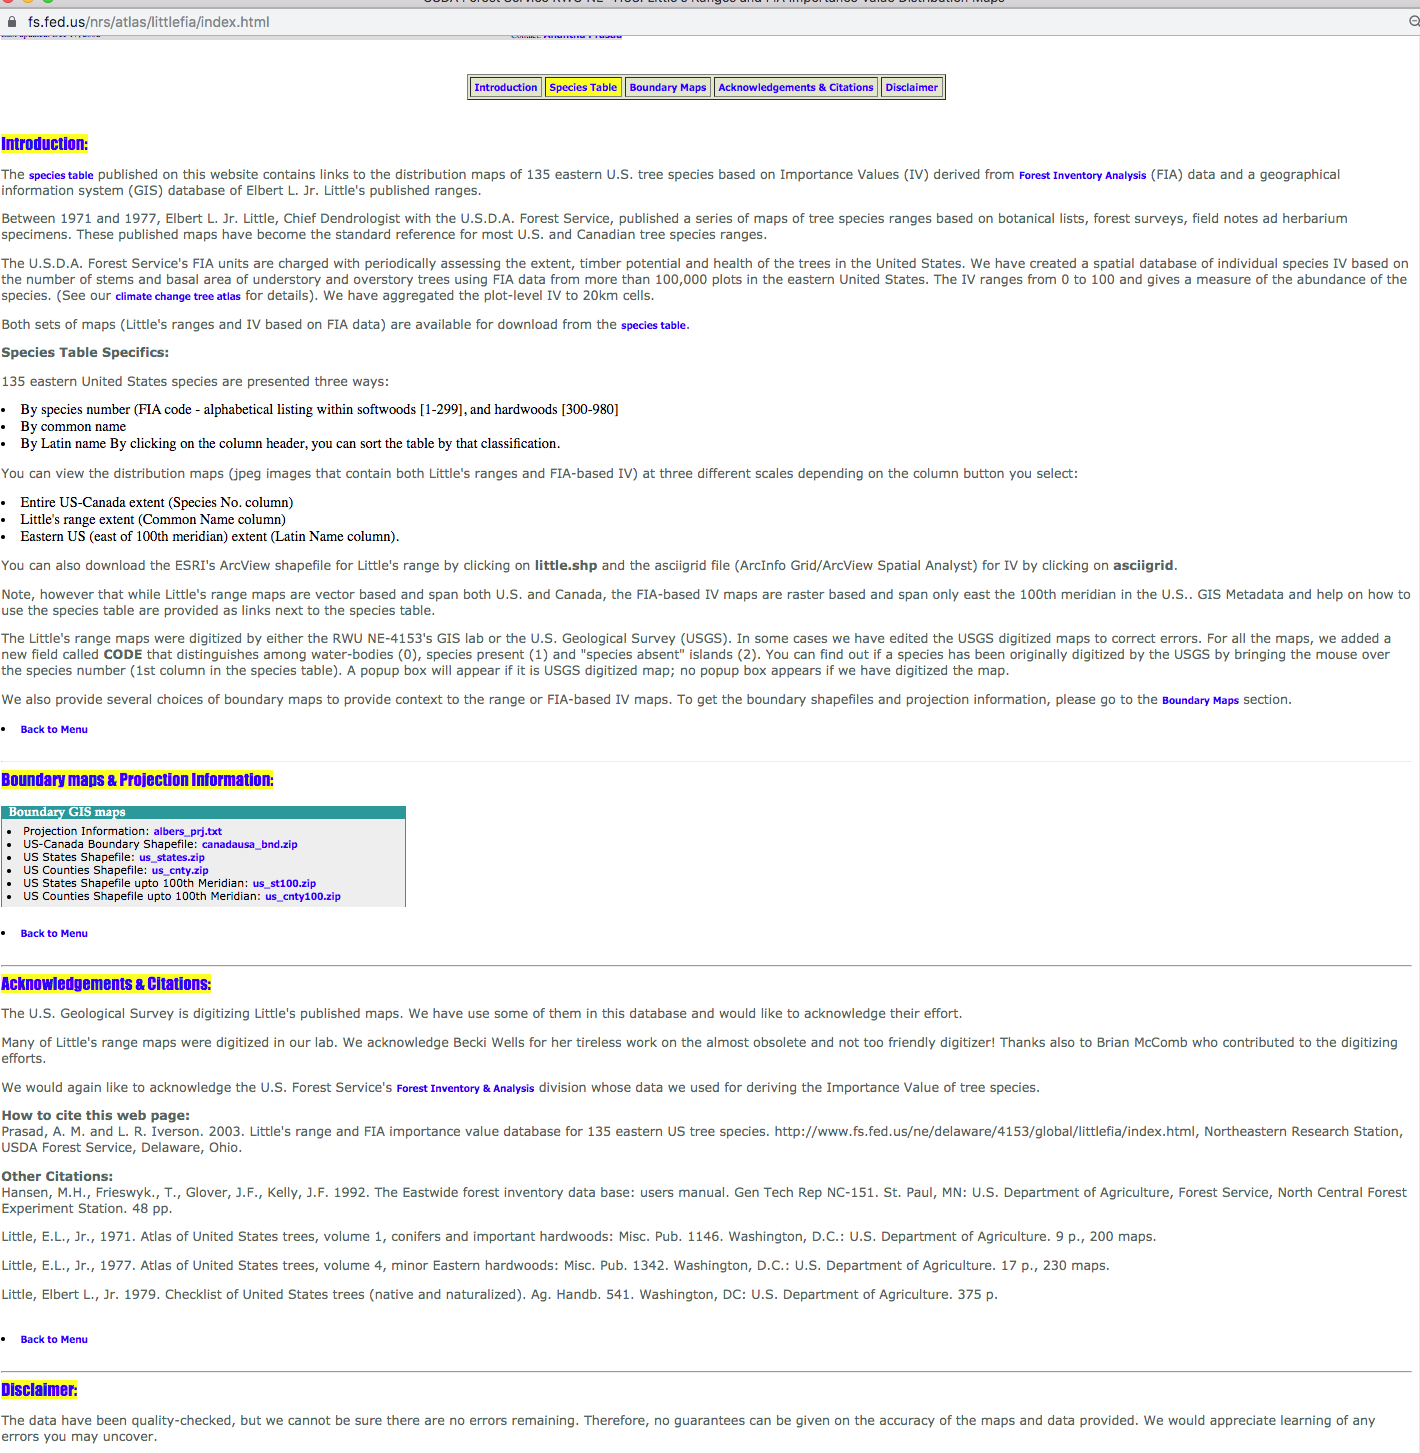 USDA Forest Service RWU NE-4153: Little's Ranges and FIA Importance Value Distribution Maps
fs.fed.us/nrs/atlas/littlefia/index.html
Contact: Anantha Prasad
Introduction Species Table Boundary Maps Acknowledgements & Citations Disclaimer
Introduction:
The species table published on this website contains links to the distribution maps of 135 eastern U.S. tree species based on Importance Values (IV) derived from Forest Inventory Analysis (FIA) data and a geographical
information system (GIS) database of Elbert L. Jr. Little's published ranges.
Between 1971 and 1977, Elbert L. Jr. Little, Chief Dendrologist with the U.S.D.A. Forest Service, published a series of maps of tree species ranges based on botanical lists, forest surveys, field notes ad herbarium
specimens. These published maps have become the standard reference for most U.S. and Canadian tree species ranges.
The U.S.D.A. Forest Service's FIA units are charged with periodically assessing the extent, timber potential and health of the trees in the United States. We have created a spatial database of individual species IV based on
the number of stems and basal area of understory and overstory trees using FIA data from more than 100,000 plots in the eastern United States. The IV ranges from 0 to 100 and gives a measure of the abundance of the
species. (See our climate change tree atlas for details). We have aggregated the plot-level IV to 20km cells.
Both sets of maps (Little's ranges and IV based on FIA data) are available for download from the species table.
Species Table Specifics:
135 eastern United States species are presented three ways:
• By species number (FIA code - alphabetical listing within softwoods [1-299], and hardwoods [300-980]
• By common name
• By Latin name By clicking on the column header, you can sort the table by that classification.
You can view the distribution maps (jpeg images that contain both Little's ranges and FIA-based IV) at three different scales depending on the column button you select:
• Entire US-Canada extent (Species No. column)
• Little's range extent (Common Name column)
• Eastern US (east of 100th meridian) extent (Latin Name column).
You can also download the ESRI's ArcView shapefile for Little's range by clicking on little.shp and the asciigrid file (ArcInfo Grid/ArcView Spatial Analyst) for IV by clicking on asciigrid.
Note, however that while Little's range maps are vector based and span both U.S. and Canada, the FIA-based IV maps are raster based and span only east the 100th meridian in the U.S.. GIS Metadata and help on how to
use the species table are provided as links next to the species table.
The Little's range maps were digitized by either the RWU NE-4153's GIS lab or the U.S. Geological Survey (USGS). In some cases we have edited the USGS digitized maps to correct errors. For all the maps, we added a
new field called CODE that distinguishes among water-bodies (0), species present (1) and "species absent" islands (2). You can find out if a species has been originally digitized by the USGS by bringing the mouse over
the species number (1st column in the species table). A popup box will appear if it is USGS digitized map; no popup box appears if we have digitized the map.
We also provide several choices of boundary maps to provide context to the range or FIA-based IV maps. To get the boundary shapefiles and projection information, please go to the Boundary Maps section.
• Back to Menu
Boundary maps & Projection Information:
Boundary GIS maps
• Projection Information: albers_prj.txt
• US-Canada Boundary Shapefile: canadausa_bnd.zip
• US States Shapefile: us_states.zip
• US Counties Shapefile: us_cnty.zip
• US States Shapefile upto 100th Meridian: us_st100.zip
• US Counties Shapefile upto 100th Meridian: us_cnty100.zip
• Back to Menu
Acknowledgements & Citations:
The U.S. Geological Survey is digitizing Little's published maps. We have use some of them in this database and would like to acknowledge their effort.
Many of Little's range maps were digitized in our lab. We acknowledge Becki Wells for her tireless work on the almost obsolete and not too friendly digitizer! Thanks also to Brian McComb who contributed to the digitizing
efforts.
We would again like to acknowledge the U.S. Forest Service's Forest Inventory & Analysis division whose data we used for deriving the Importance Value of tree species.
How to cite this web page:
Prasad, A. M. and L. R. Iverson. 2003. Little's range and FIA importance value database for 135 eastern US tree species. http://www.fs.fed.us/ne/delaware/4153/global/littlefia/index.html, Northeastern Research Station,
USDA Forest Service, Delaware, Ohio.
Other Citations:
Hansen, M.H., Frieswyk., T., Glover, J.F., Kelly, J.F. 1992. The Eastwide forest inventory data base: users manual. Gen Tech Rep NC-151. St. Paul, MN: U.S. Department of Agriculture, Forest Service, North Central Forest
Experiment Station. 48 pp.
Little, E.L., Jr., 1971. Atlas of United States trees, volume 1, conifers and important hardwoods: Misc. Pub. 1146. Washington, D.C.: U.S. Department of Agriculture. 9 p., 200 maps.
Little, E.L., Jr., 1977. Atlas of United States trees, volume 4, minor Eastern hardwoods: Misc. Pub. 1342. Washington, D.C.: U.S. Department of Agriculture. 17 p., 230 maps.
Little, Elbert L., Jr. 1979. Checklist of United States trees (native and naturalized). Ag. Handb. 541. Washington, DC: U.S. Department of Agriculture. 375 p.
• Back to Menu
Disclaimer:
The data have been quality-checked, but we cannot be sure there are no errors remaining. Therefore, no guarantees can be given on the accuracy of the maps and data provided. We would appreciate learning of any
errors you may uncover.